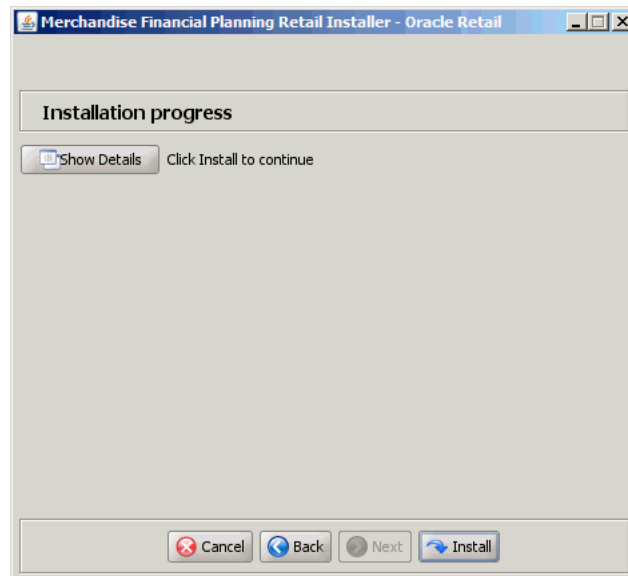 Merchandise Financial Planning Retail Installer - Oracle Retail
Installation progress
Show Details Click Install to continue
Cancel Back Next Install